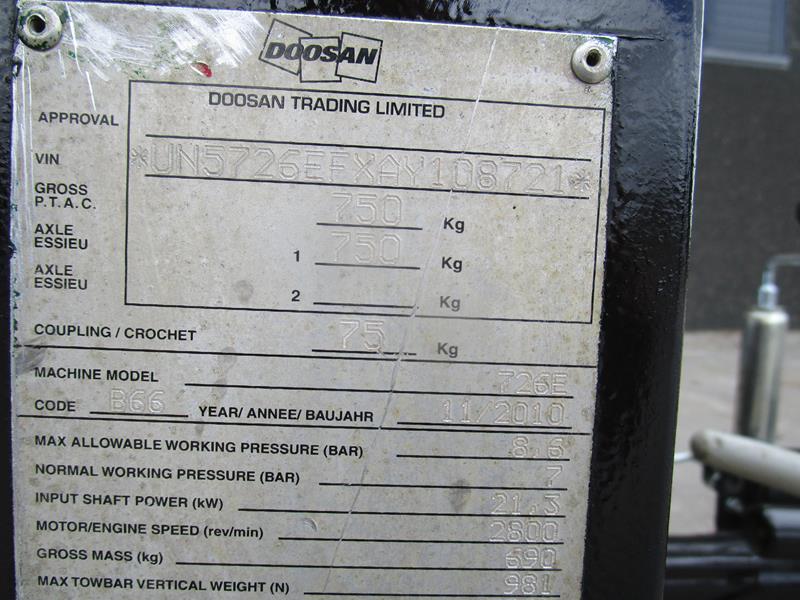 DOOSAN
DOOSAN TRADING LIMITED
APPROVAL
VIN *UN5726EFXAY108721*
GROSS P.T.A.C. 750 Kg
AXLE ESSIEU 1 750 Kg
AXLE ESSIEU 2 Kg
COUPLING / CROCHET 75 Kg
MACHINE MODEL 726E
CODE B66 YEAR/ ANNEE/ BAUJAHR 11/2010
MAX ALLOWABLE WORKING PRESSURE (BAR) 8,6
NORMAL WORKING PRESSURE (BAR) 7
INPUT SHAFT POWER (kW) 21,3
MOTOR/ENGINE SPEED (rev/min) 2800
GROSS MASS (kg) 690
MAX TOWBAR VERTICAL WEIGHT (N) 981